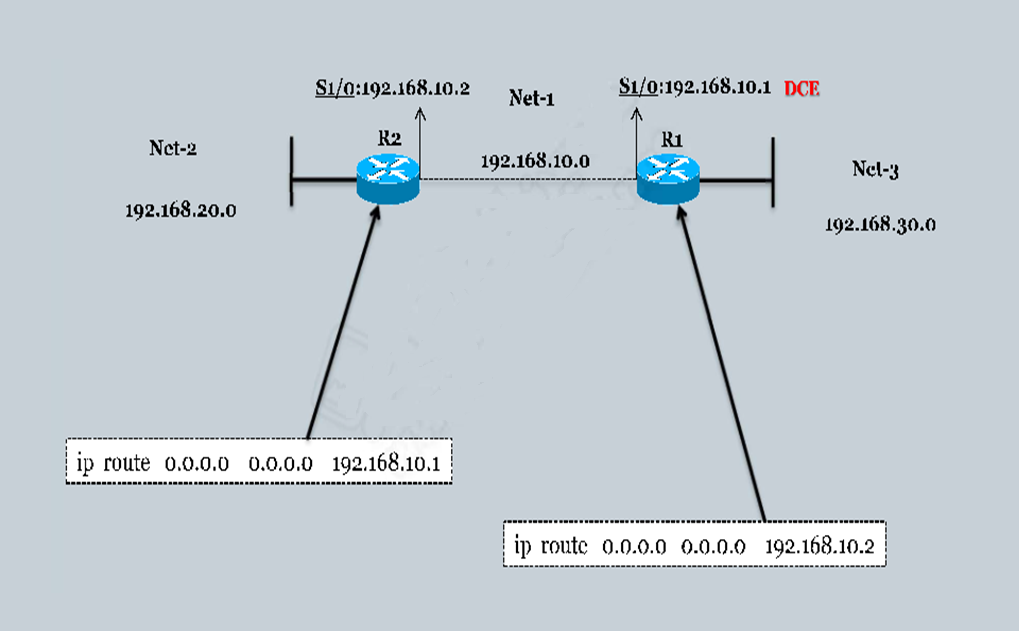 S1/0:192.168.10.2
Net-1
S1/0:192.168.10.1 DCE
R2
R1
Net-2
192.168.10.0
Net-3
192.168.20.0
192.168.30.0
ip route 0.0.0.0 0.0.0.0 192.168.10.1
ip route 0.0.0.0 0.0.0.0 192.168.10.2